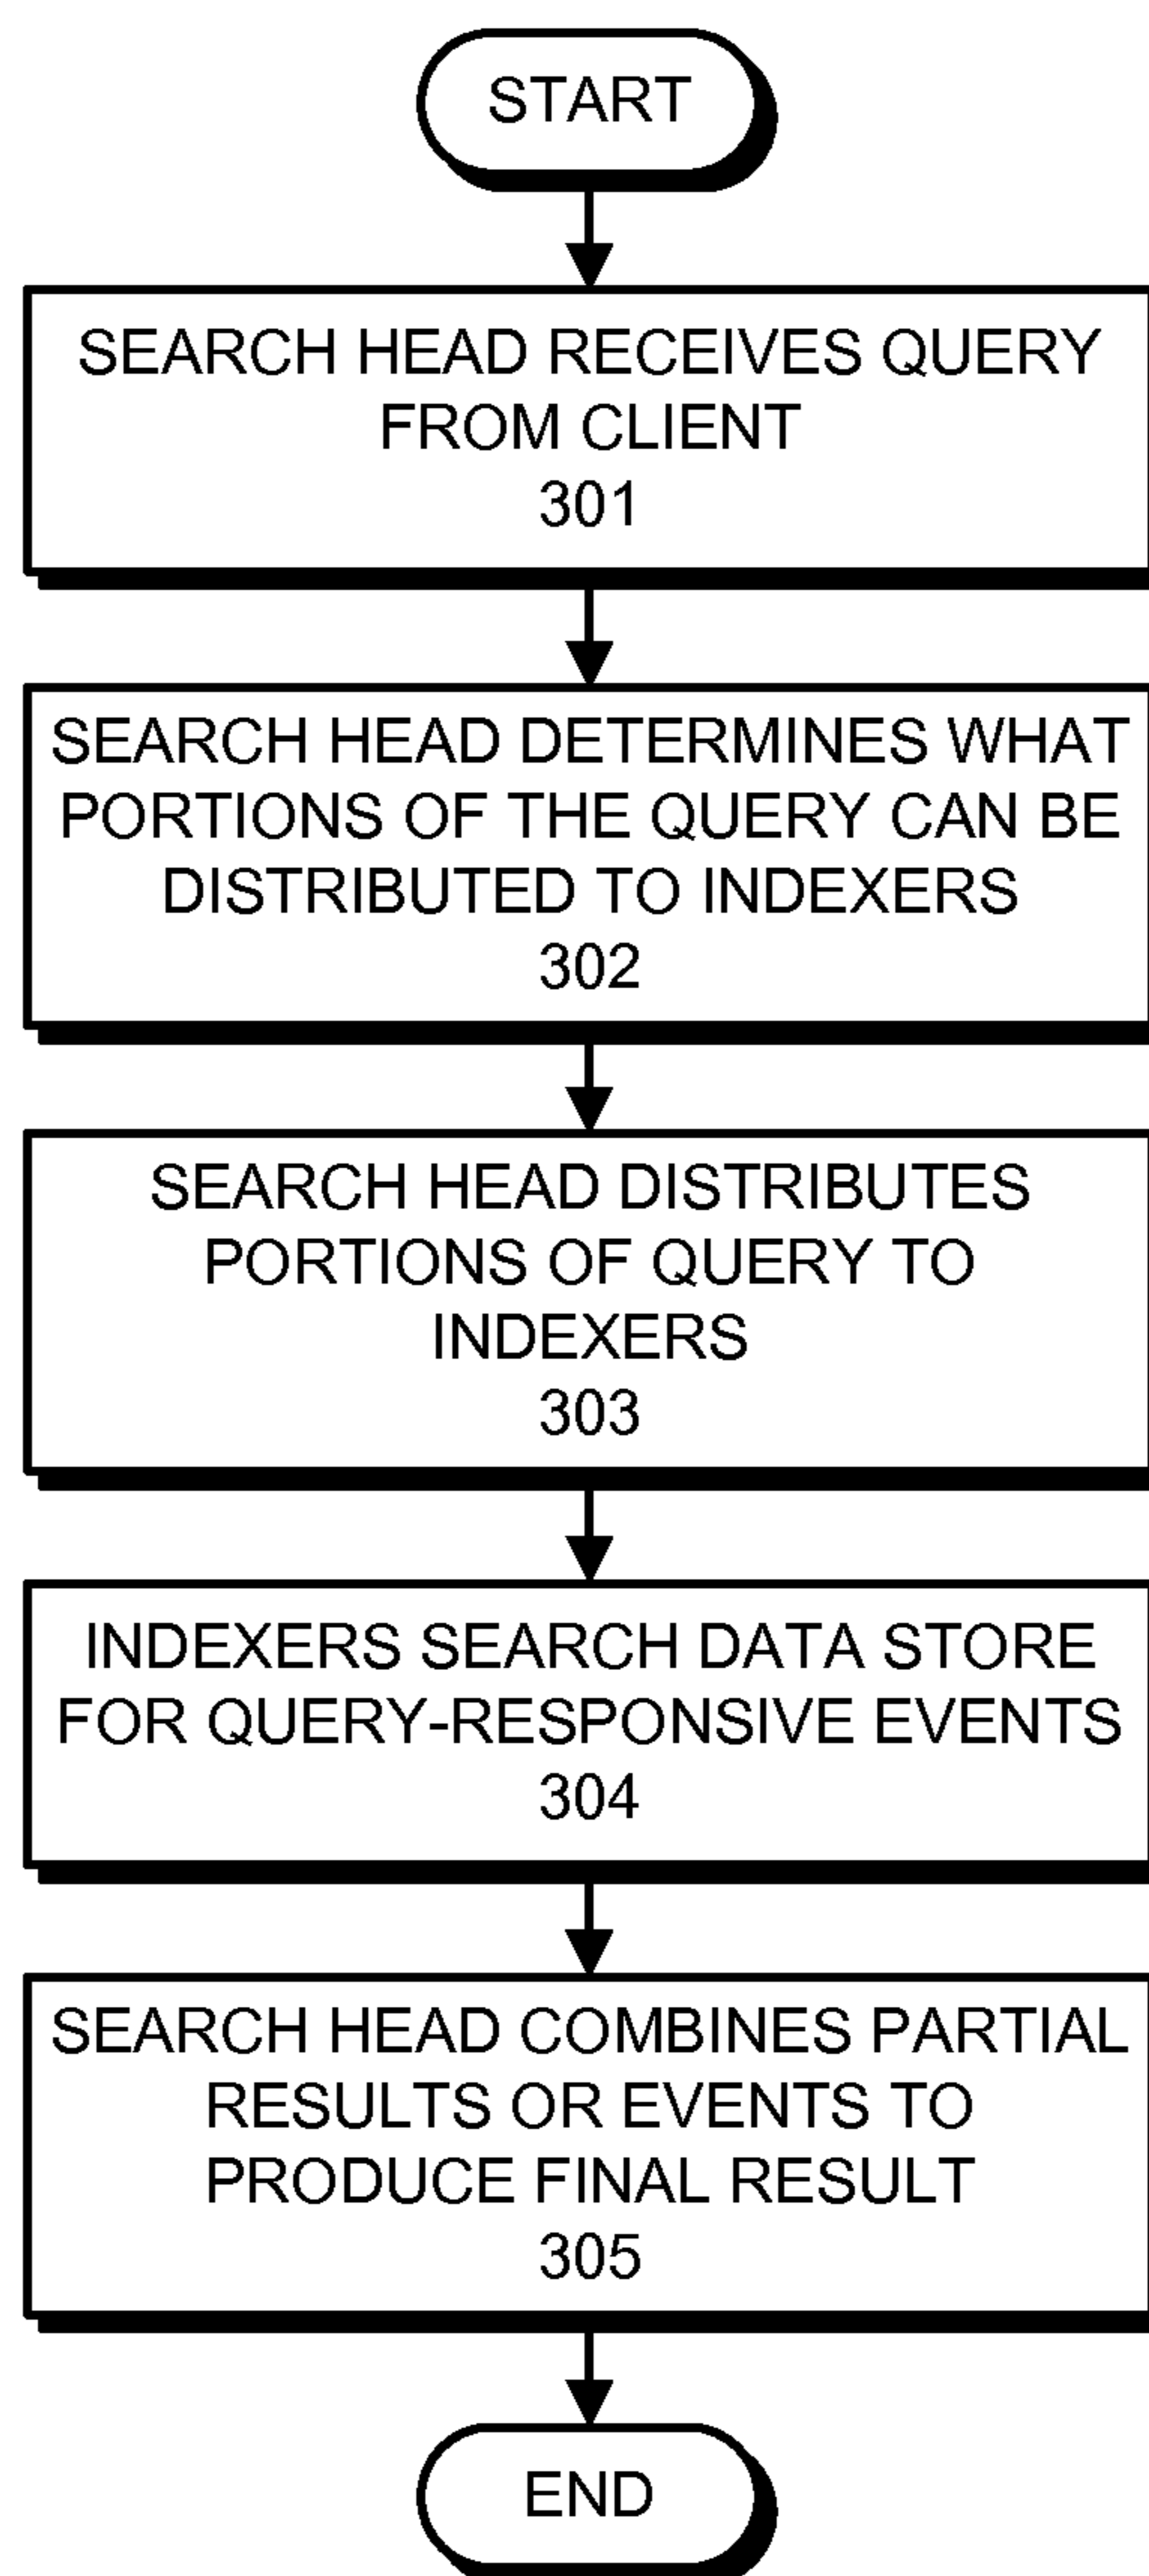 START
SEARCH HEAD RECEIVES QUERY
FROM CLIENT
301
SEARCH HEAD DETERMINES WHAT
PORTIONS OF THE QUERY CAN BE
DISTRIBUTED TO INDEXERS
302
SEARCH HEAD DISTRIBUTES
PORTIONS OF QUERY TO
INDEXERS
303
INDEXERS SEARCH DATA STORE
FOR QUERY-RESPONSIVE EVENTS
304
SEARCH HEAD COMBINES PARTIAL
RESULTS OR EVENTS TO
PRODUCE FINAL RESULT
305
END